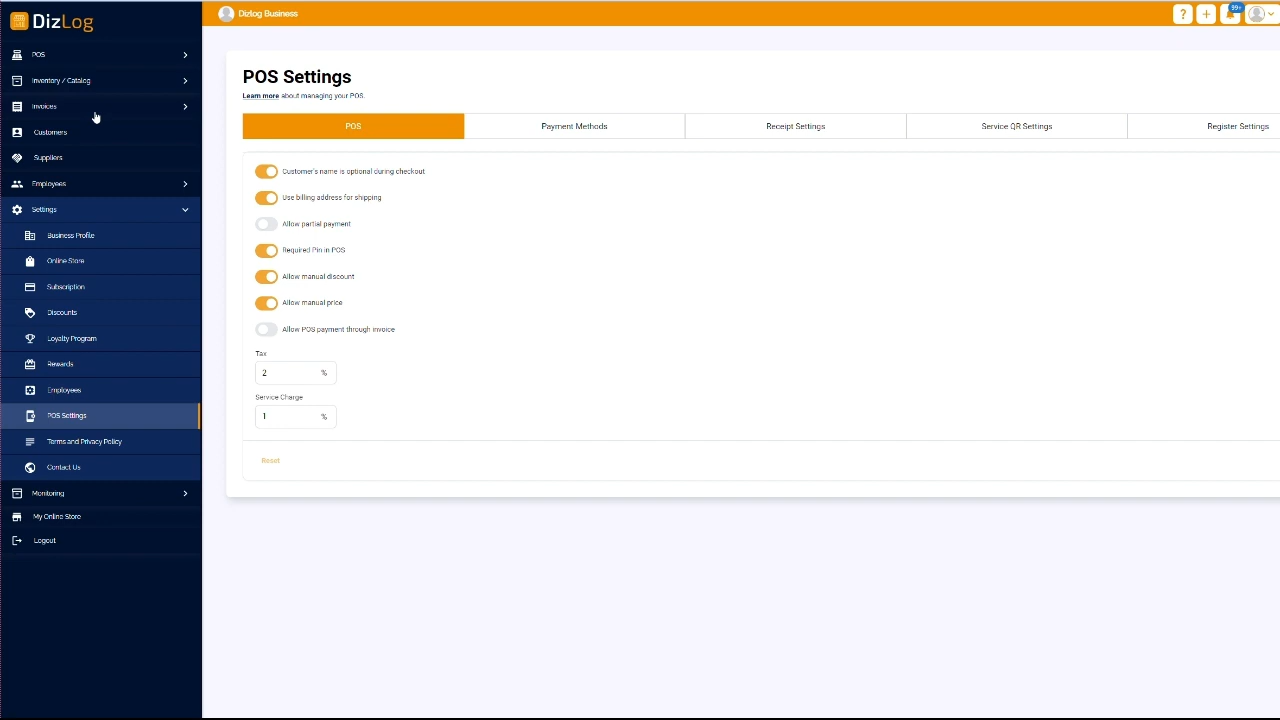 DizLog
Dizlog Business
?
+
99+
POS
Inventory / Catalog
Invoices
Customers
Suppliers
Employees
Settings
Business Profile
Online Store
Subscription
Discounts
Loyalty Program
Rewards
Employees
POS Settings
Terms and Privacy Policy
Contact Us
Monitoring
My Online Store
Logout
POS Settings
Learn more about managing your POS.
POS
Payment Methods
Receipt Settings
Service QR Settings
Register Settings
Customer's name is optional during checkout
Use billing address for shipping
Allow partial payment
Required Pin in POS
Allow manual discount
Allow manual price
Allow POS payment through invoice
Tax
2 %
Service Charge
1 %
Reset